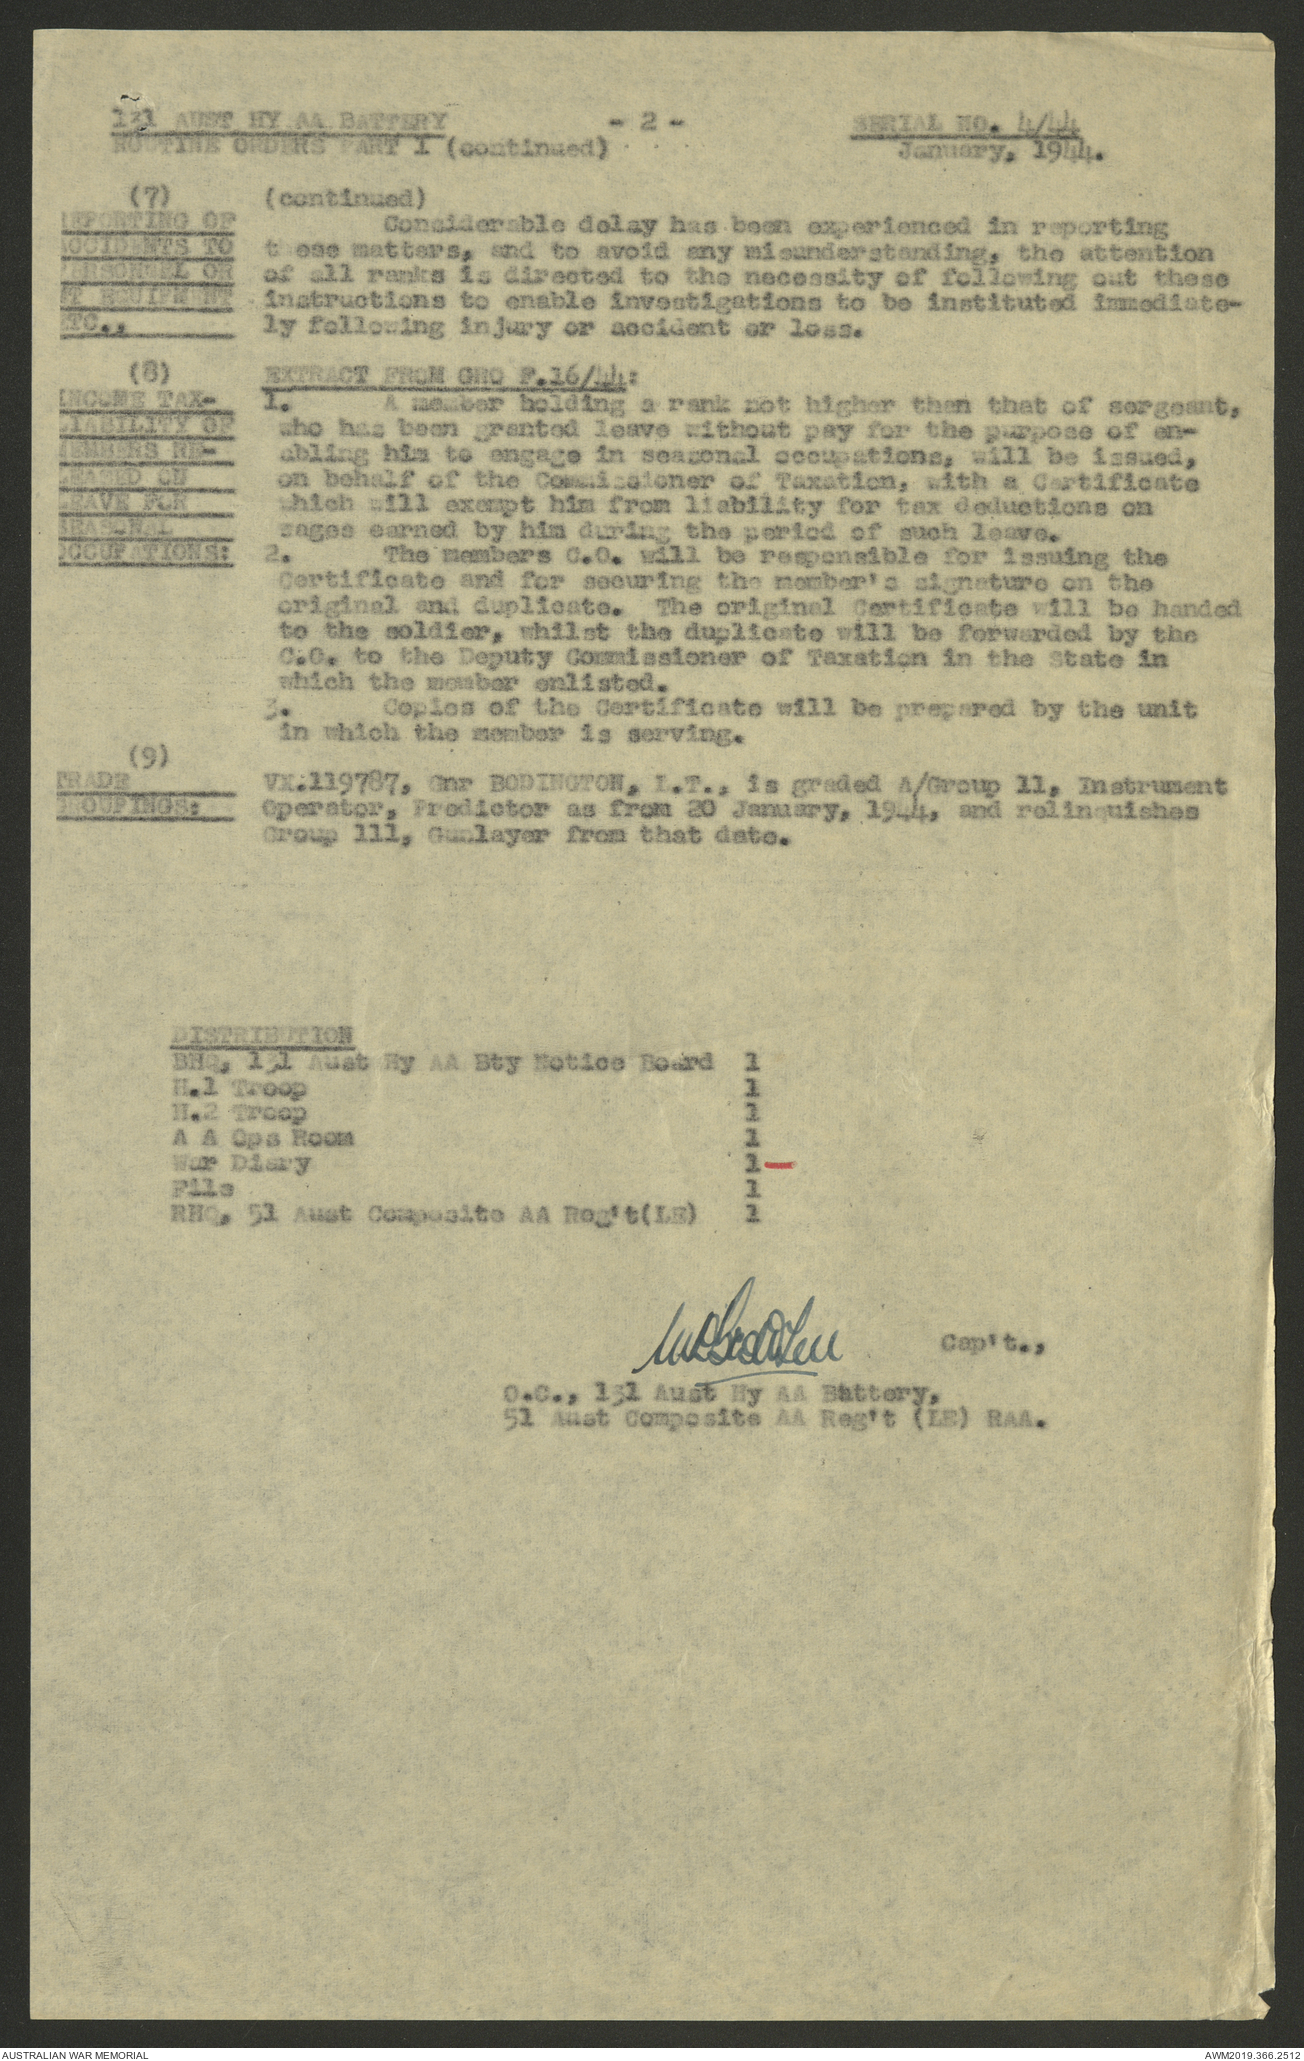 131 AUST HY AA BATTERY - 2 - SERIAL NO. 4/44
ROUTINE ORDERS PART I (continued) January, 1944.
(7) (continued)
REPORTING OF Considerable delay has been experienced in reporting
ACCIDENTS TO these matters, and to avoid any misunderstanding, the attention
PERSONNEL OR of all ranks is directed to the necessity of following out these
MT EQUIPMENT instructions to enable investigations to be instituted immediate-
ETC., ly following injury or accident or loss.
(8) EXTRACT FROM GRO F.16/44:
INCOME TAX- 1. A member holding a rank not higher than that of sergeant,
LIABILITY OF who has been granted leave without pay for the purpose of en-
MEMBERS RE- abling him to engage in seasonal occupations, will be issued,
LEASED ON on behalf of the Commissioner of Taxation, with a Certificate
LEAVE FOR which will exempt him from liability for tax deductions on
SEASONAL wages earned by him during the period of such leave.
OCCUPATIONS: 2. The members C.O. will be responsible for issuing the
Certificate and for securing the member's signature on the
original and duplicate. The original Certificate will be handed
to the soldier, whilst the duplicate will be forwarded by the
C.O. to the Deputy Commissioner of Taxation in the State in
which the member enlisted.
3. Copies of the Certificate will be prepared by the unit
in which the member is serving.
(9)
TRADE VX.119787, Gnr BODINGTON, L.T., is graded A/Group 11, Instrument
GROUPINGS: Operator, Predictor as from 20 January, 1944, and relinquishes
Group 111, Gunlayer from that date.
DISTRIBUTION
BHQ, 131 Aust Hy AA Bty Notice Board 1
H.1 Troop 1
H.2 Troop 1
A A Ops Room 1
War Diary 1 —
File 1
RHQ, 51 Aust Composite AA Reg't(LE) 1
Cap't.,
O.C., 131 Aust Hy AA Battery,
51 Aust Composite AA Reg't (LE) RAA.
AUSTRALIAN WAR MEMORIAL AWM2019.366.2512